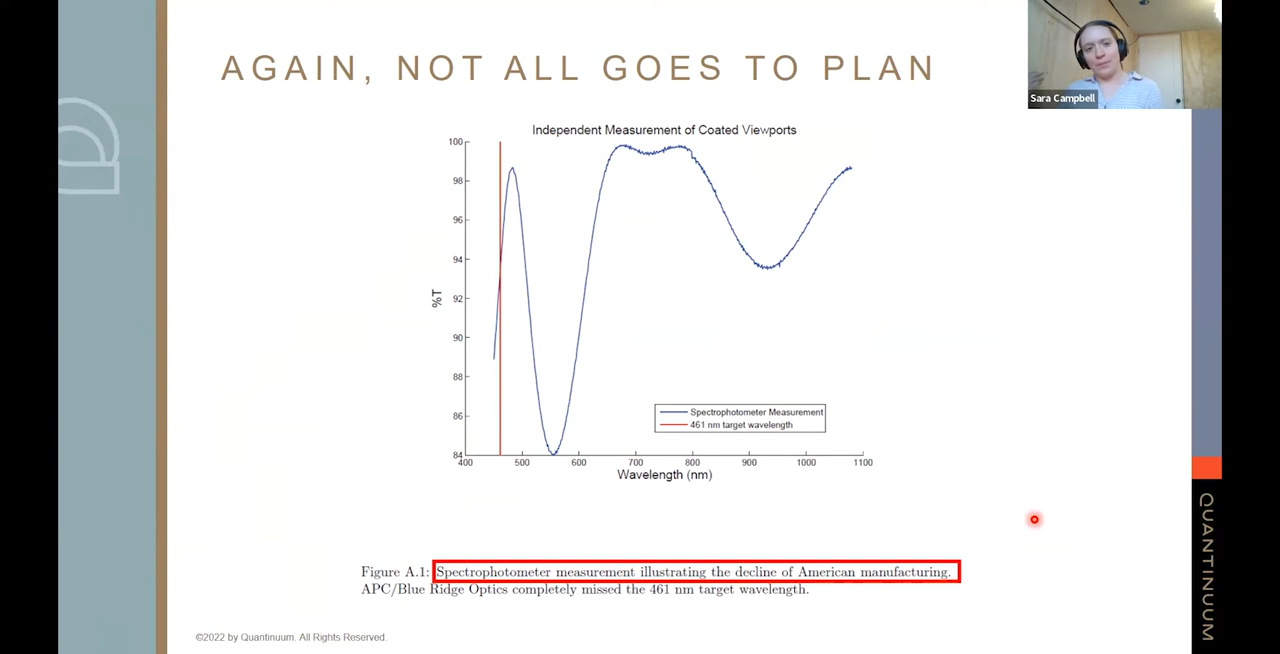 AGAIN, NOT ALL GOES TO PLAN
Sara Campbell
Independent Measurement of Coated Viewports
100
98
96
94
92
90
88
86
84
%T
Spectrophotometer Measurement
461 nm target wavelength
400 500 600 700 800 900 1000 1100
Wavelength (nm)
Figure A.1: Spectrophotometer measurement illustrating the decline of American manufacturing.
APC/Blue Ridge Optics completely missed the 461 nm target wavelength.
©2022 by Quantinuum. All Rights Reserved.
QUANTINUUM